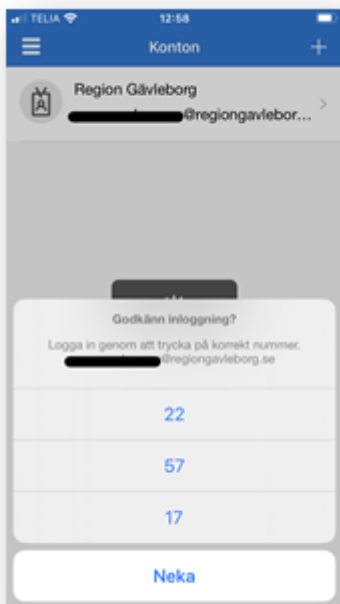 TELIA 12:58
Konton
Region Gävleborg
@regiongavlebor...
Godkänn inloggning?
Logga in genom att trycka på korrekt nummer.
@regiongavleborg.se
22
57
17
Neka